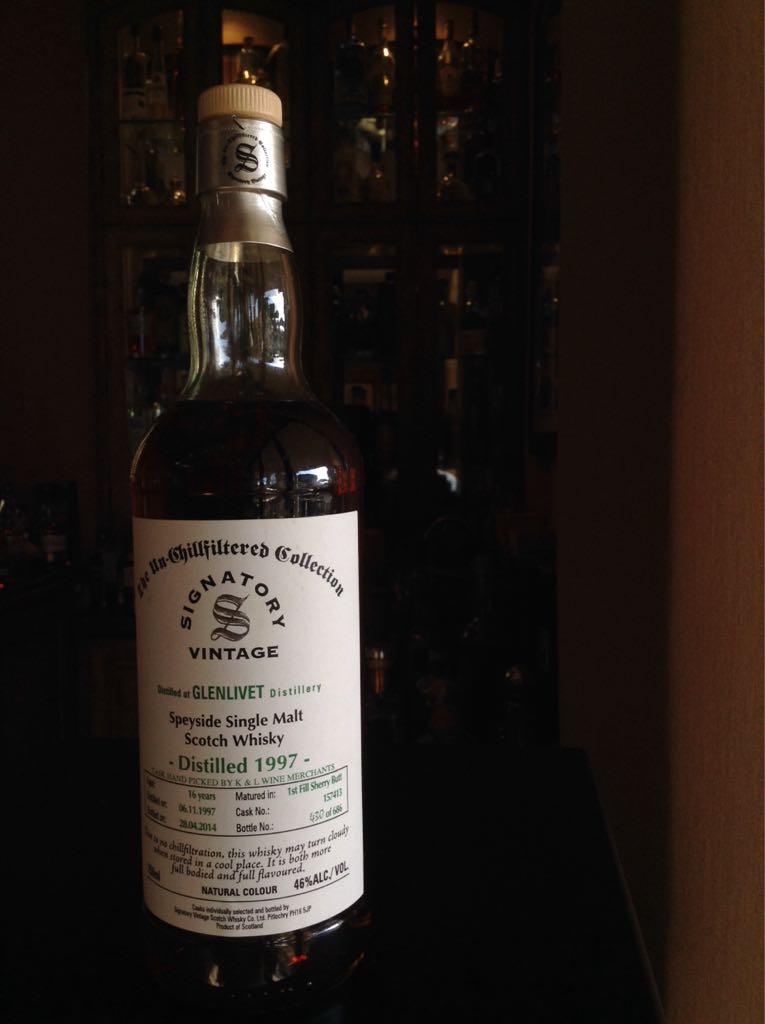 S
The Un-Chillfiltered Collection
SIGNATORY
S
VINTAGE
Distilled at GLENLIVET Distillery
Speyside Single Malt
Scotch Whisky
- Distilled 1997 -
CASK HAND PICKED BY K & L WINE MERCHANTS
16 years Matured in: 1st Fill Sherry Butt
06.11.1997 Cask No.: 157413
28.04.2014 Bottle No.: of 686
to no chillfiltration, this whisky may turn cloudy
when stored in a cool place. It is both more
full bodied and full flavoured.
NATURAL COLOUR 46%ALC./VOL.
Casks individually selected and bottled by
Signatory Vintage Scotch Whisky Co. Ltd. Pitlochry PH16 5JP
Product of Scotland